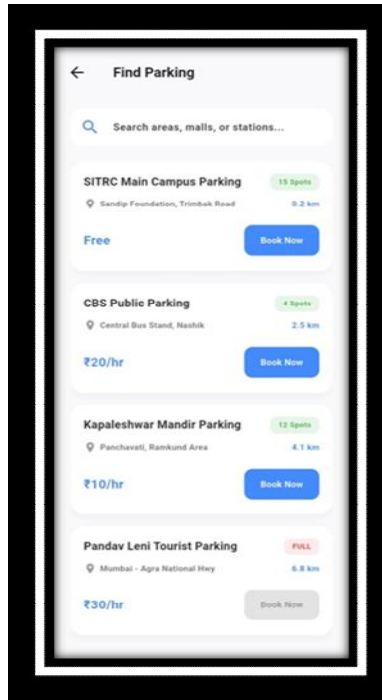 Find Parking
Search areas, malls, or stations...
SITRC Main Campus Parking 15 Spots
Sandip Foundation, Trimbak Road 0.2 km
Free Book Now
CBS Public Parking 4 Spots
Central Bus Stand, Nashik 2.5 km
₹20/hr Book Now
Kapaleshwar Mandir Parking 12 Spots
Panchavati, Ramkund Area 4.1 km
₹10/hr Book Now
Pandav Leni Tourist Parking FULL
Mumbai - Agra National Hwy 6.8 km
₹30/hr Book Now